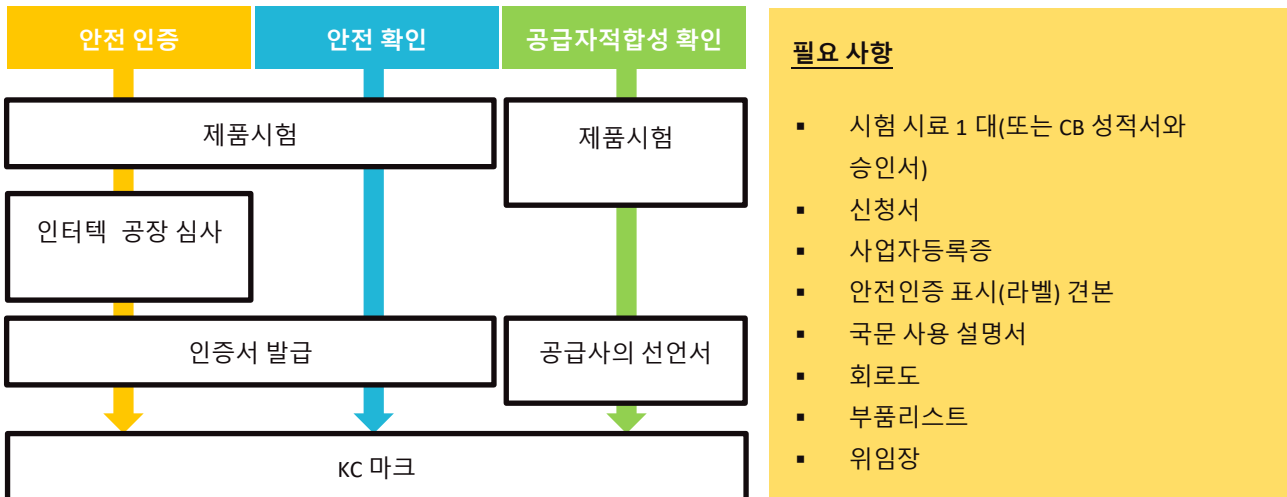 안전 인증
안전 확인
공급자적합성 확인
제품시험
제품시험
인터텍 공장 심사
인증서 발급
공급사의 선언서
KC 마크
필요 사항
▪ 시험 시료 1 대(또는 CB 성적서와
승인서)
▪ 신청서
▪ 사업자등록증
▪ 안전인증 표시(라벨) 견본
▪ 국문 사용 설명서
▪ 회로도
▪ 부품리스트
▪ 위임장